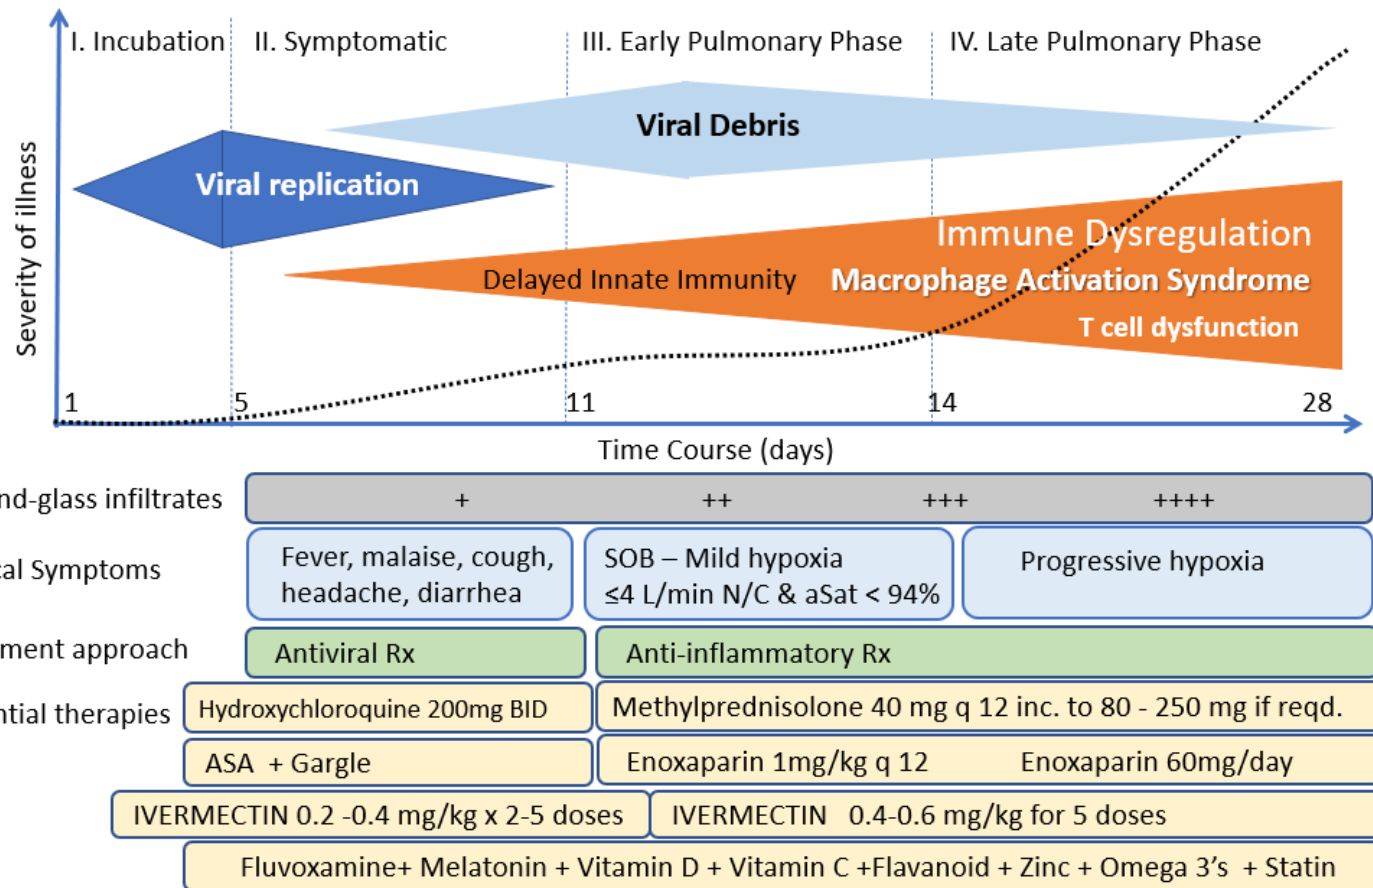 I. Incubation
II. Symptomatic
III. Early Pulmonary Phase
IV. Late Pulmonary Phase
Viral Debris
Viral replication
Severity of illness
Immune Dysregulation
Delayed Innate Immunity
Macrophage Activation Syndrome
T cell dysfunction
1
5
11
14
28
Time Course (days)
nd-glass infiltrates
+
++
+++
++++
cal Symptoms
Fever, malaise, cough,
headache, diarrhea
SOB – Mild hypoxia
≤4 L/min N/C & aSat < 94%
Progressive hypoxia
ment approach
Antiviral Rx
Anti-inflammatory Rx
ntial therapies
Hydroxychloroquine 200mg BID
Methylprednisolone 40 mg q 12 inc. to 80 - 250 mg if reqd.
ASA + Gargle
Enoxaparin 1mg/kg q 12
Enoxaparin 60mg/day
IVERMECTIN 0.2 -0.4 mg/kg x 2-5 doses
IVERMECTIN 0.4-0.6 mg/kg for 5 doses
Fluvoxamine+ Melatonin + Vitamin D + Vitamin C +Flavanoid + Zinc + Omega 3’s + Statin